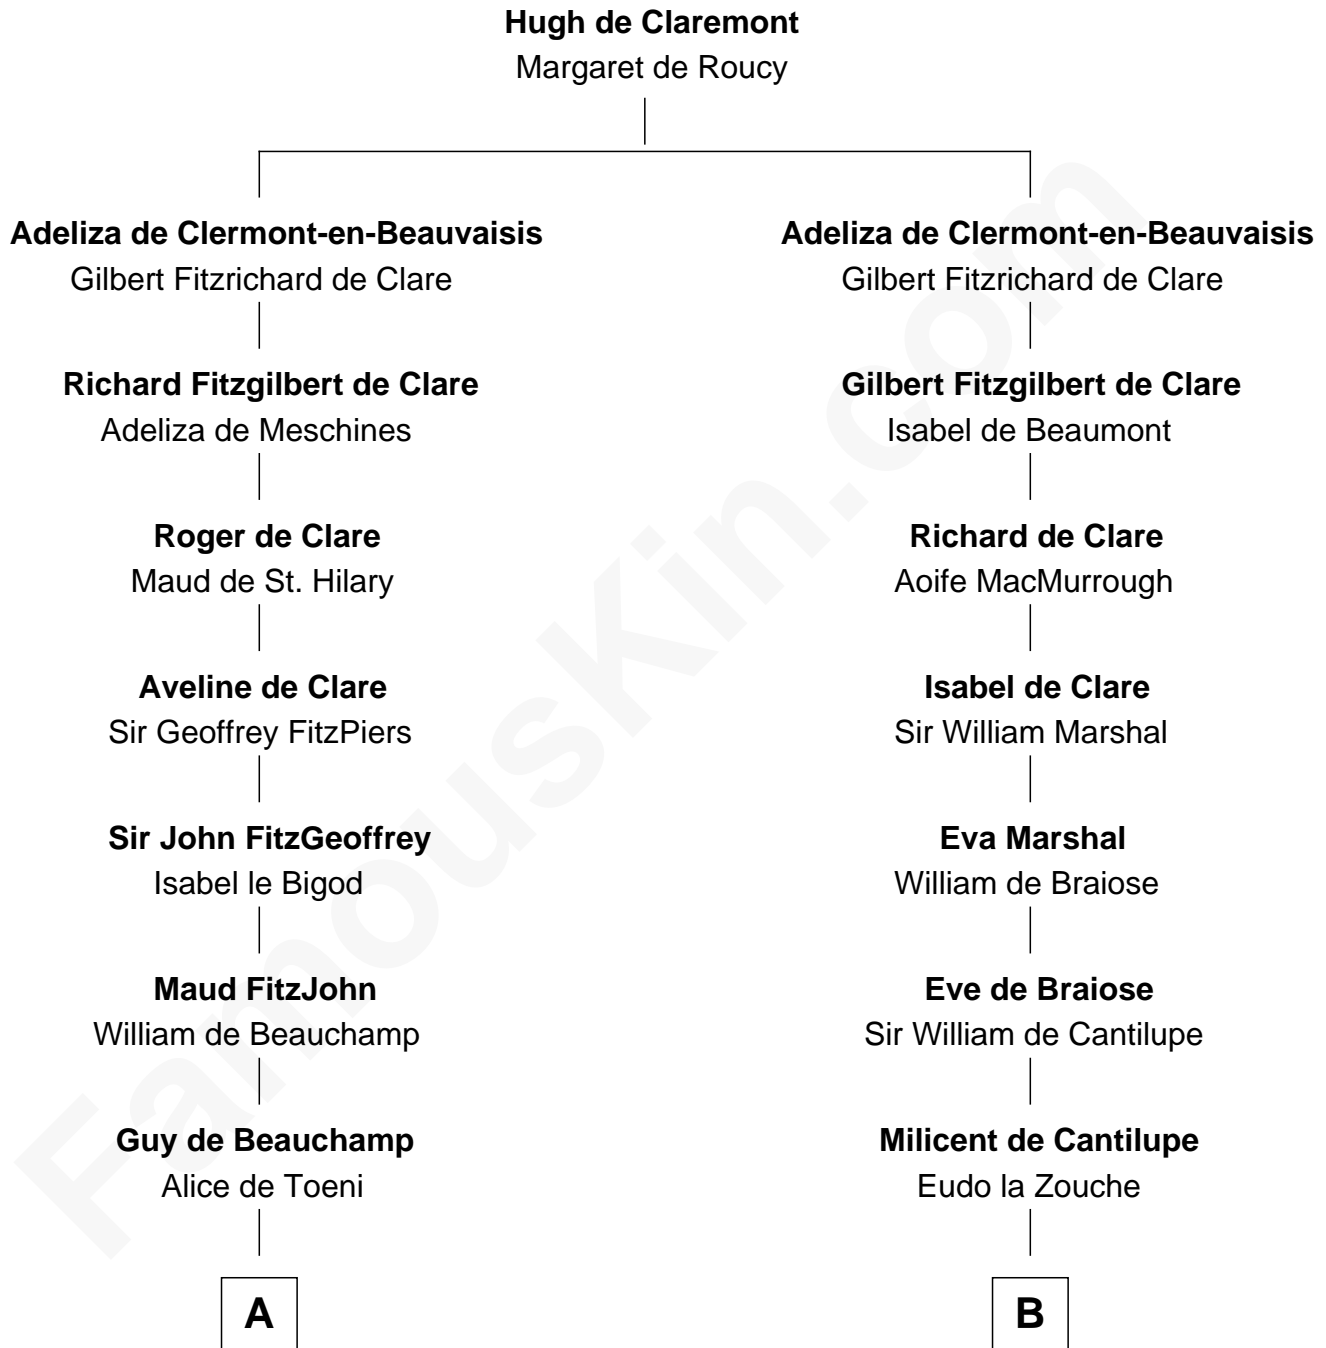 Hugh de Claremont
Margaret de Roucy
Adeliza de Clermont-en-Beauvaisis
Gilbert Fitzrichard de Clare
Richard Fitzgilbert de Clare
Adeliza de Meschines
Roger de Clare
Maud de St. Hilary
Aveline de Clare
Sir Geoffrey FitzPiers
Sir John FitzGeoffrey
Isabel le Bigod
Maud FitzJohn
William de Beauchamp
Guy de Beauchamp
Alice de Toeni
A
Adeliza de Clermont-en-Beauvaisis
Gilbert Fitzrichard de Clare
Gilbert Fitzgilbert de Clare
Isabel de Beaumont
Richard de Clare
Aoife MacMurrough
Isabel de Clare
Sir William Marshal
Eva Marshal
William de Braiose
Eve de Braiose
Sir William de Cantilupe
Milicent de Cantilupe
Eudo la Zouche
B
FamousKin.com